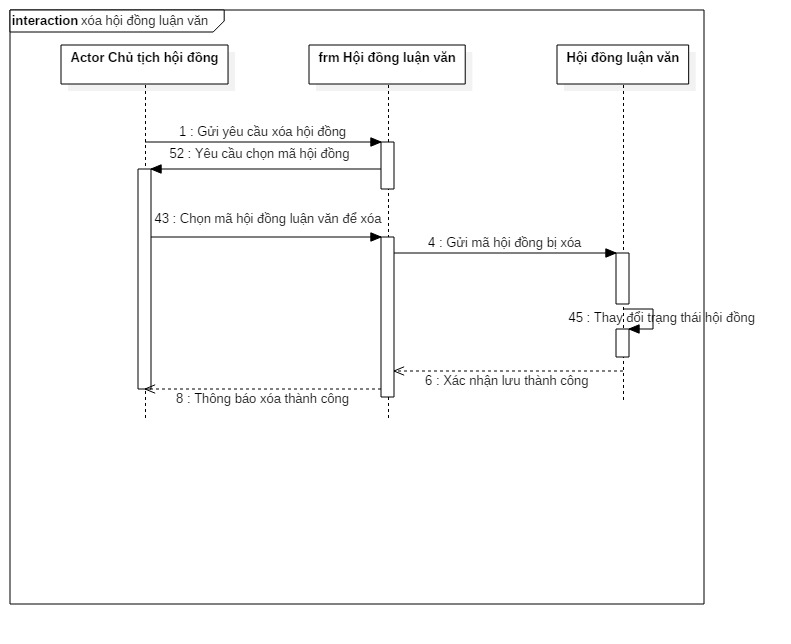 interaction xóa hội đồng luận văn
Actor Chủ tịch hội đồng
frm Hội đồng luận văn
Hội đồng luận văn
1 : Gửi yêu cầu xóa hội đồng
52 : Yêu cầu chọn mã hội đồng
43 : Chọn mã hội đồng luận văn để xóa
4 : Gửi mã hội đồng bị xóa
45 : Thay đổi trạng thái hội đồng
6 : Xác nhận lưu thành công
8 : Thông báo xóa thành công